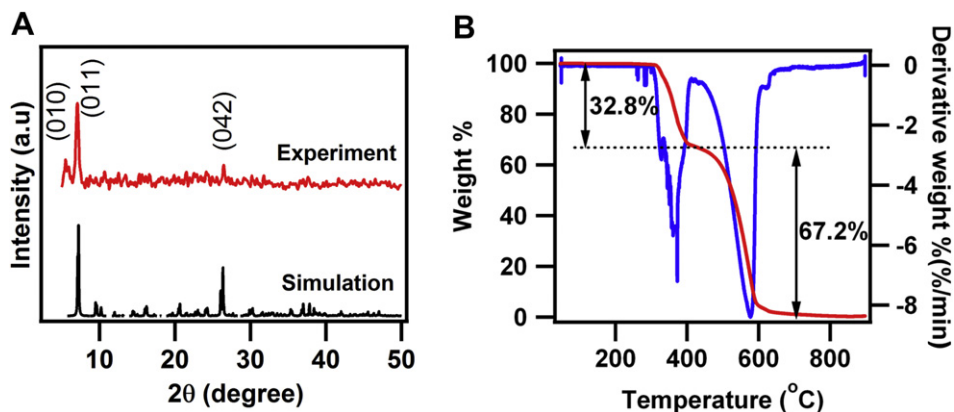 A
Intensity (a.u)
(010)
(011)
(042)
Experiment
Simulation
10
20
30
40
50
2θ (degree)
B
Weight %
100
80
60
40
20
0
32.8%
67.2%
0
-2
-4
-6
-8
Derivative weight %(%/min)
200
400
600
800
Temperature (°C)